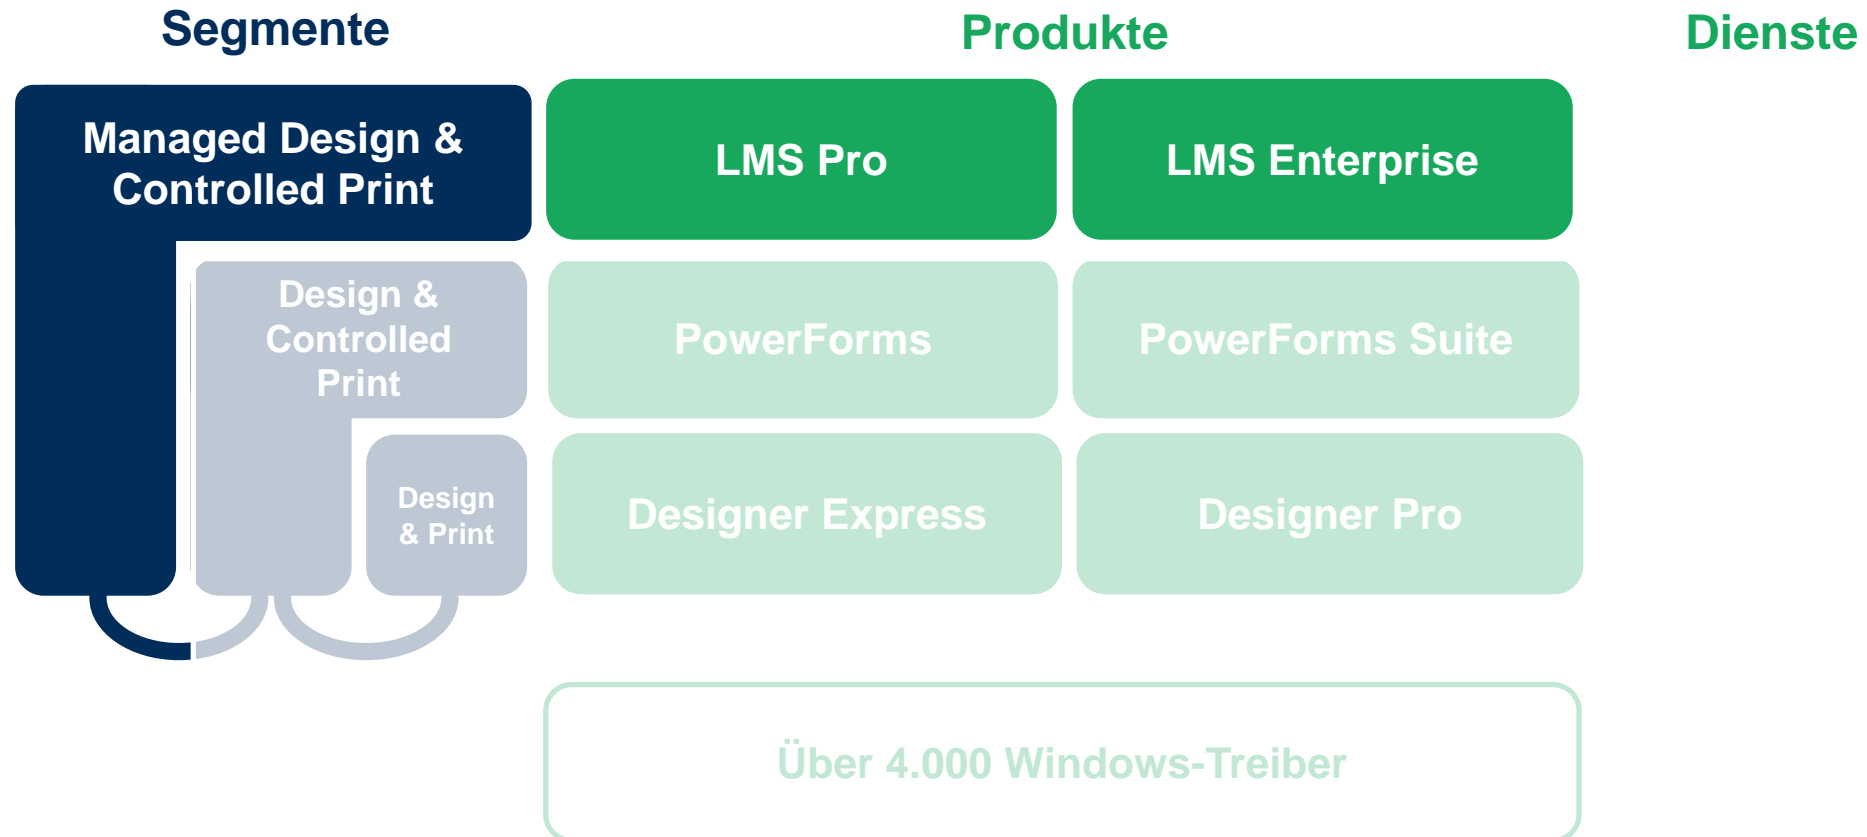 Segmente
Produkte
Dienste
Managed Design &
Controlled Print
LMS Pro
LMS Enterprise
Design &
Controlled
Print
PowerForms
PowerForms Suite
Design
& Print
Designer Express
Designer Pro
Über 4.000 Windows-Treiber